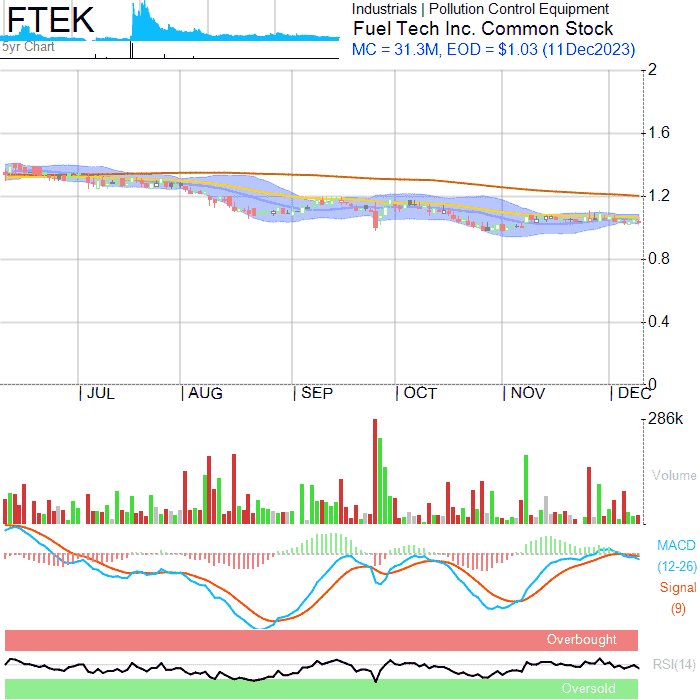 FTEK
5yr Chart
Industrials | Pollution Control Equipment
Fuel Tech Inc. Common Stock
MC = 31.3M, EOD = $1.03 (11Dec2023)
2
1.6
1.2
0.8
0.4
0
JUL
AUG
SEP
OCT
NOV
DEC
286k
Volume
MACD
(12-26)
Signal
(9)
Overbought
RSI(14)
Oversold